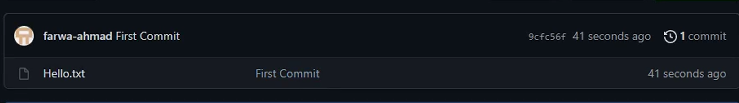 farwa-ahmad First Commit 9cfc56f 41 seconds ago 1 commit
Hello.txt First Commit 41 seconds ago